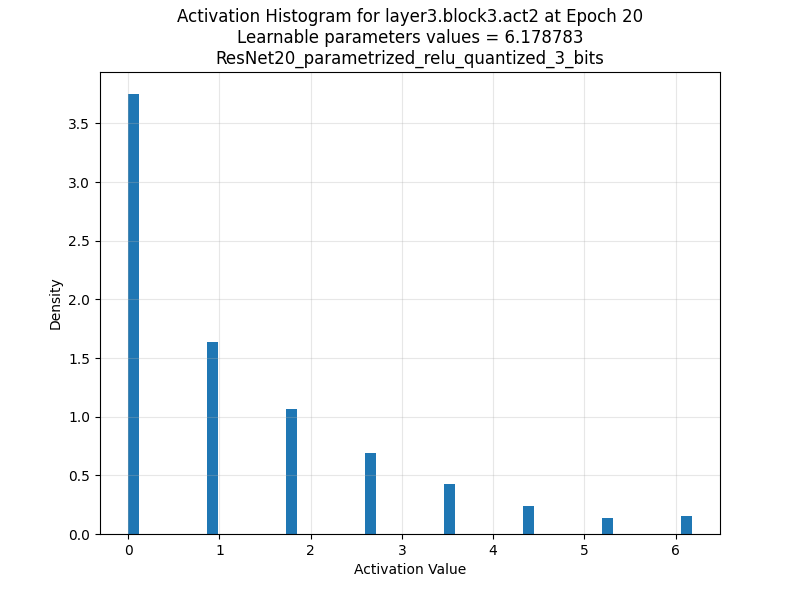 Activation Histogram for layer3.block3.act2 at Epoch 20
Learnable parameters values = 6.178783
ResNet20_parametrized_relu_quantized_3_bits
3.5
3.0
2.5
2.0
1.5
1.0
0.5
0.0
Density
0 1 2 3 4 5 6
Activation Value